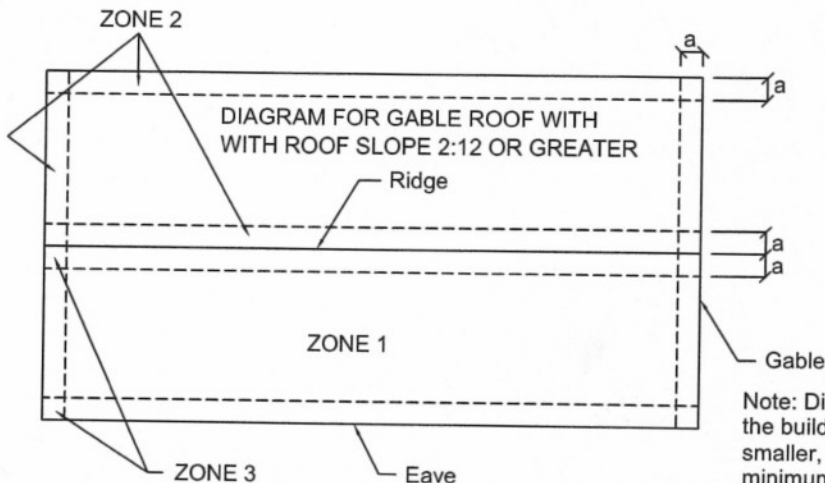 ZONE 2
a
a
DIAGRAM FOR GABLE ROOF WITH
WITH ROOF SLOPE 2:12 OR GREATER
Ridge
a
a
ZONE 1
Gable
Note: Di
the build
smaller,
minimun
ZONE 3
Eave